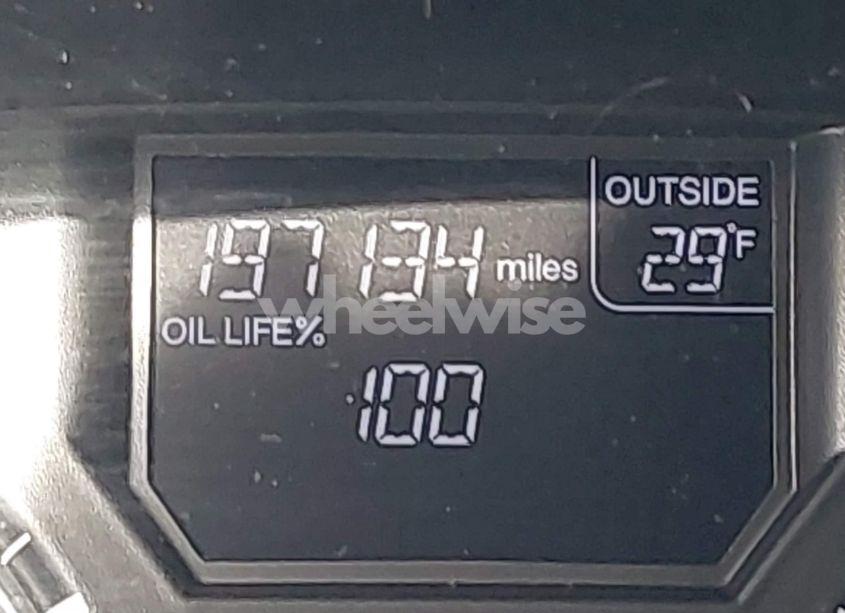 OUTSIDE
197134 miles 29°F
wheelwise
OIL LIFE%
100